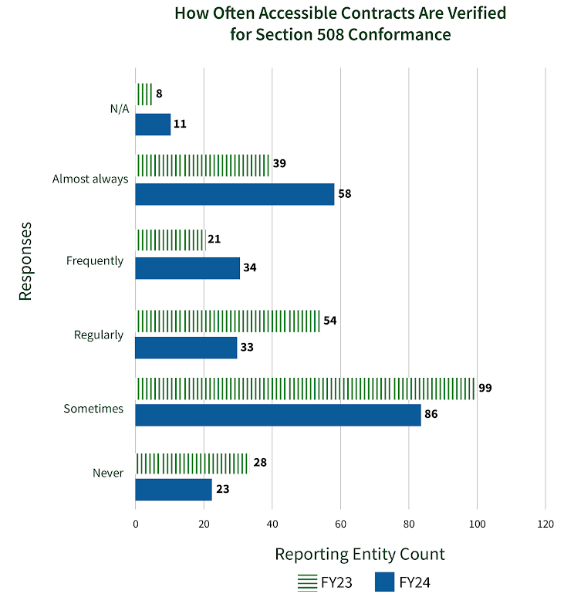 How Often Accessible Contracts Are Verified
for Section 508 Conformance
Responses
N/A
8
11
Almost always
39
58
Frequently
21
34
Regularly
54
33
Sometimes
99
86
Never
28
23
0 20 40 60 80 100 120
Reporting Entity Count
FY23 FY24